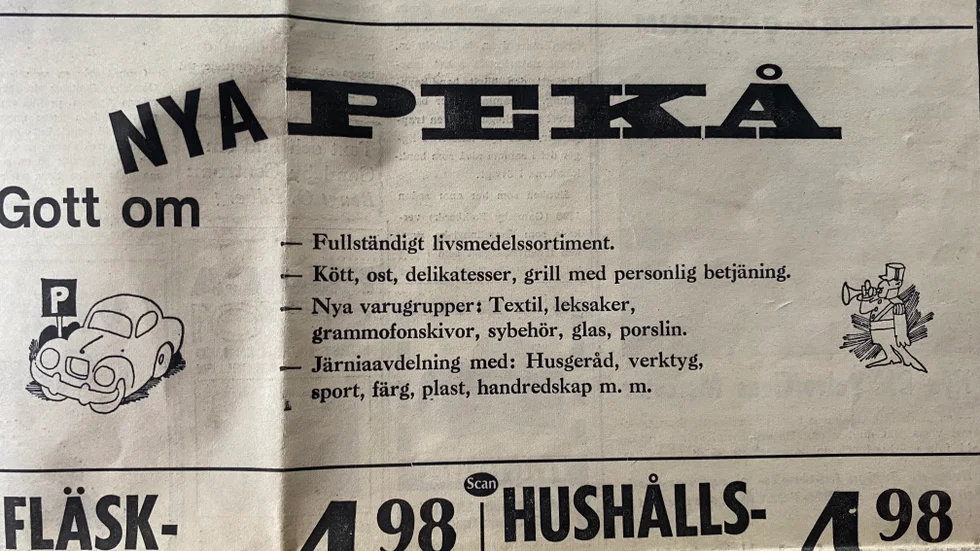 NYA PEKÅ
Gott om
P
— Fullständigt livsmedelssortiment.
— Kött, ost, delikatesser, grill med personlig betjäning.
— Nya varugrupper: Textil, leksaker,
grammofonskivor, sybehör, glas, porslin.
— Järniaavdelning med: Husgeråd, verktyg,
sport, färg, plast, handredskap m. m.
FLÄSK-
4 98
Scan
HUSHÅLLS-
4 98